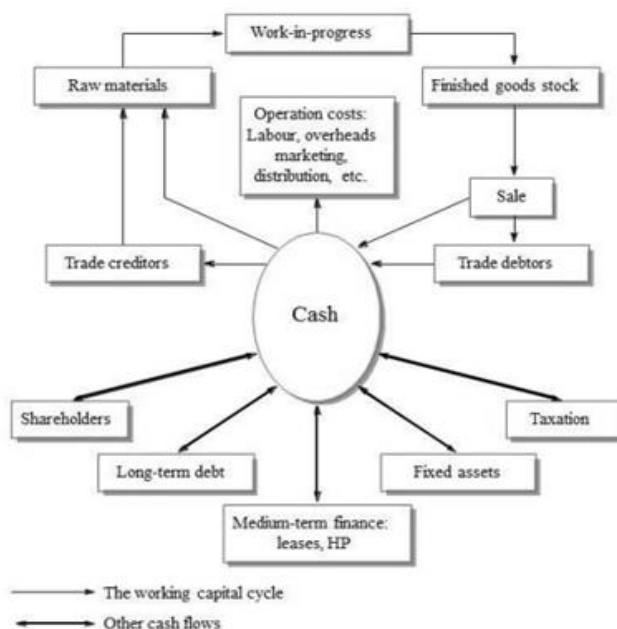 Work-in-progress
Raw materials
Finished goods stock
Operation costs:
Labour, overheads
marketing,
distribution, etc.
Sale
Trade creditors
Trade debtors
Cash
Shareholders
Taxation
Long-term debt
Fixed assets
Medium-term finance:
leases, HP
The working capital cycle
Other cash flows